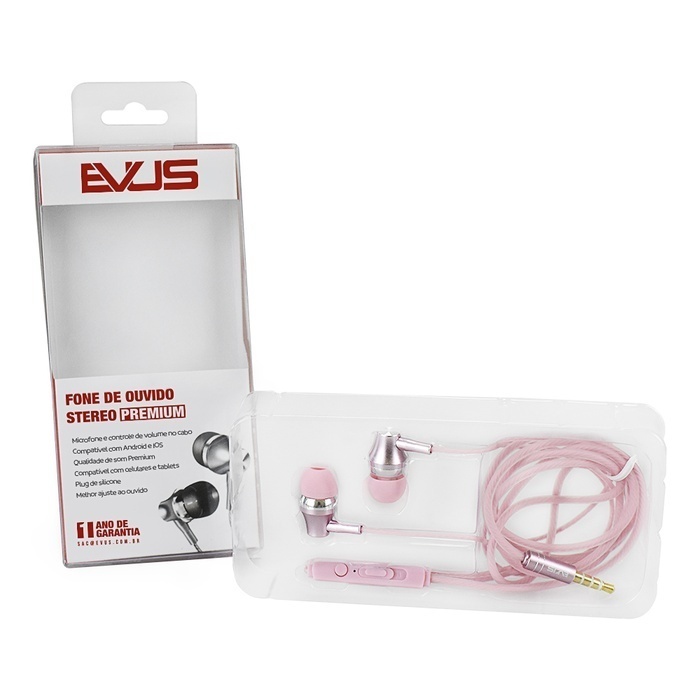 EVUS
FONE DE OUVIDO
STEREO PREMIUM
Microfone e controle de volume no cabo
Compatível com Android e IOS
Qualidade de som Premium
Compatível com celulares e tablets
Plug de silicone
Melhor ajuste ao ouvido
1 ANO DE
GARANTIA
SAC@EVUS.COM.BR